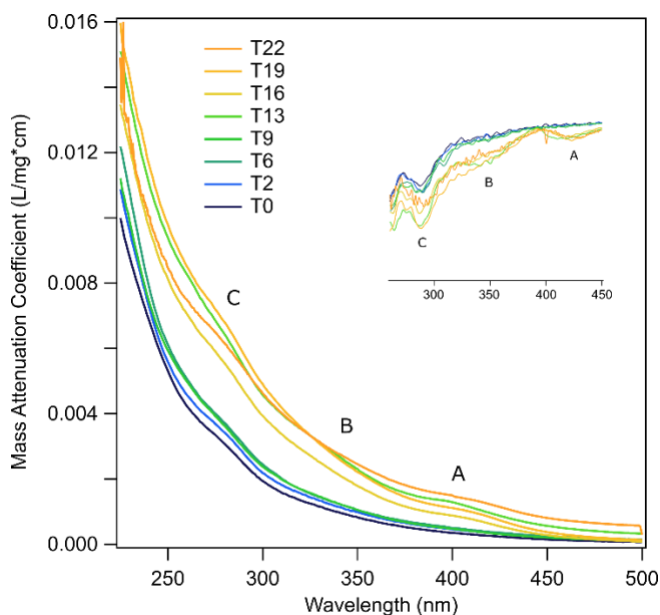 0.016
0.012
0.008
0.004
0.000
Mass Attenuation Coefficient (L/mg*cm)
T22
T19
T16
T13
T9
T6
T2
T0
C
B
A
A
B
C
300
350
400
450
250
300
350
400
450
500
Wavelength (nm)